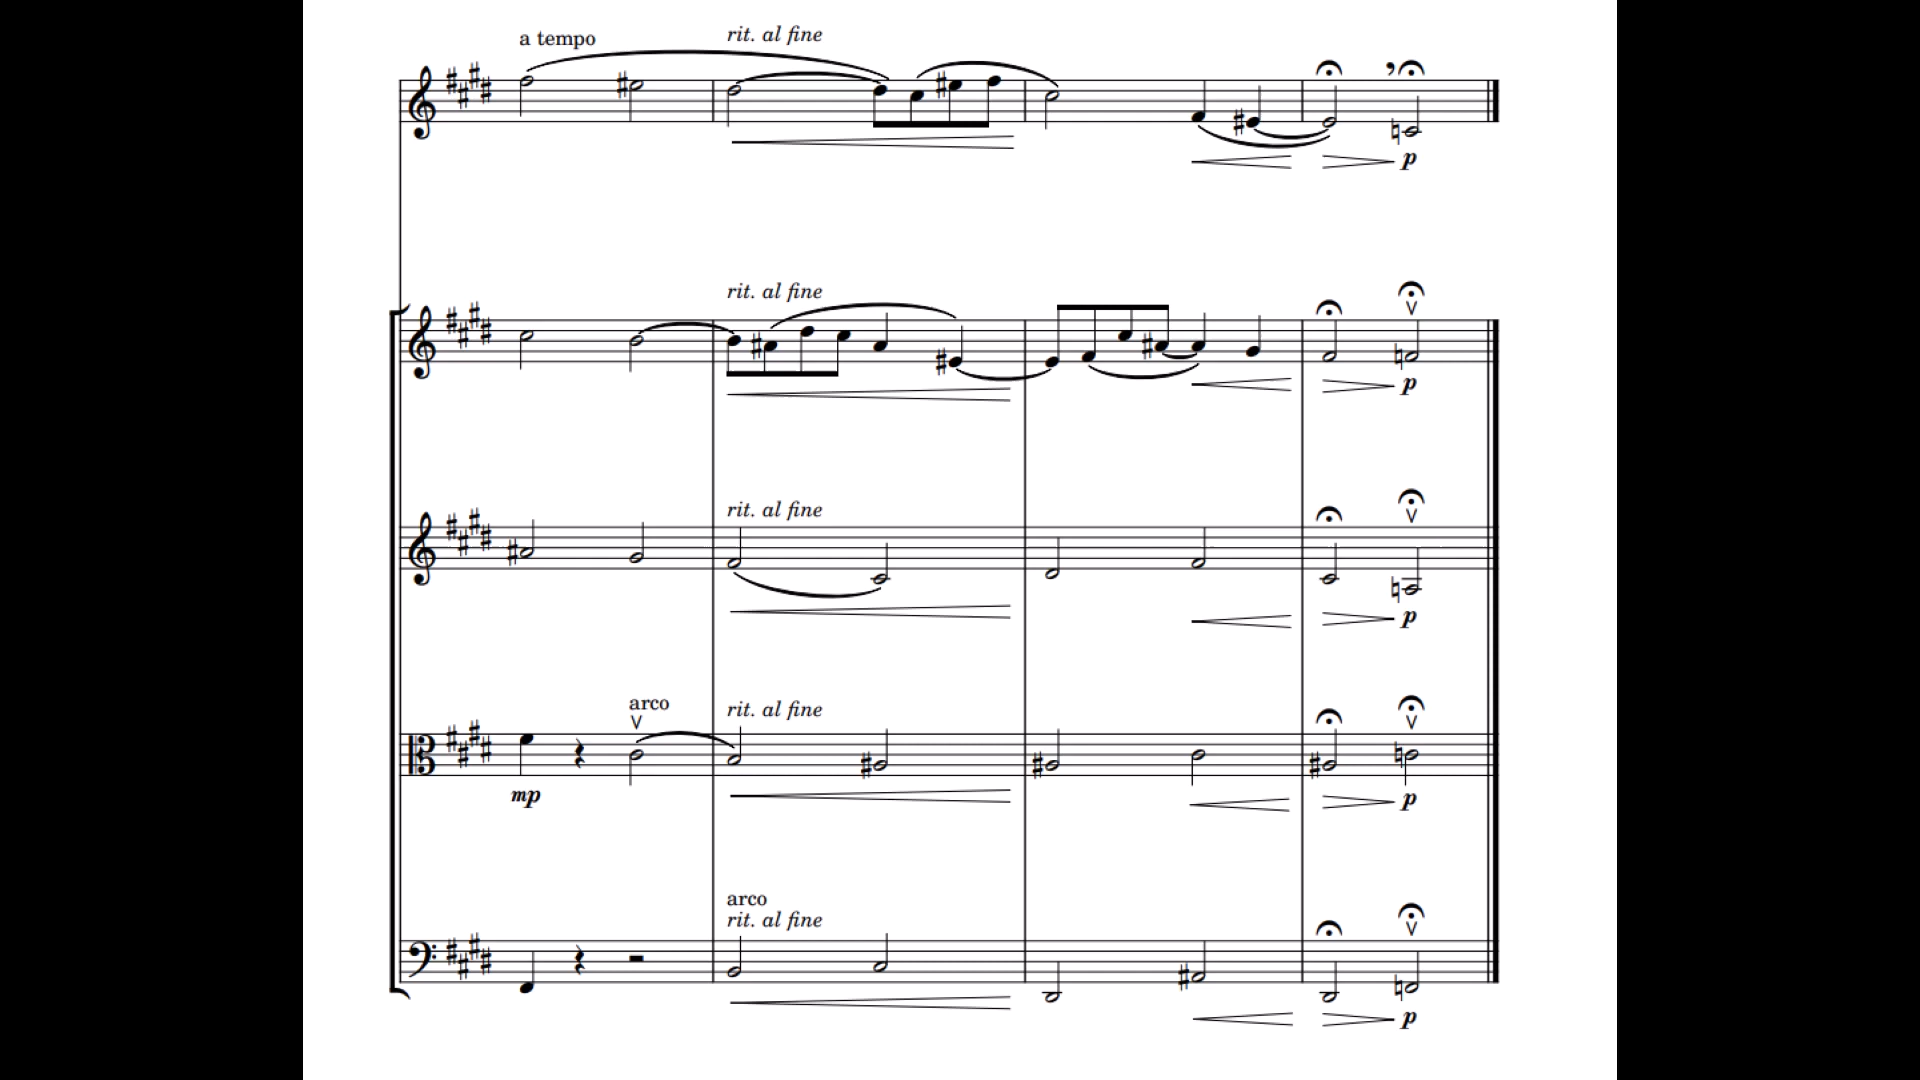 a tempo
rit. al fine
p
rit. al fine
p
rit. al fine
p
arco
rit. al fine
mp
p
arco
rit. al fine
p